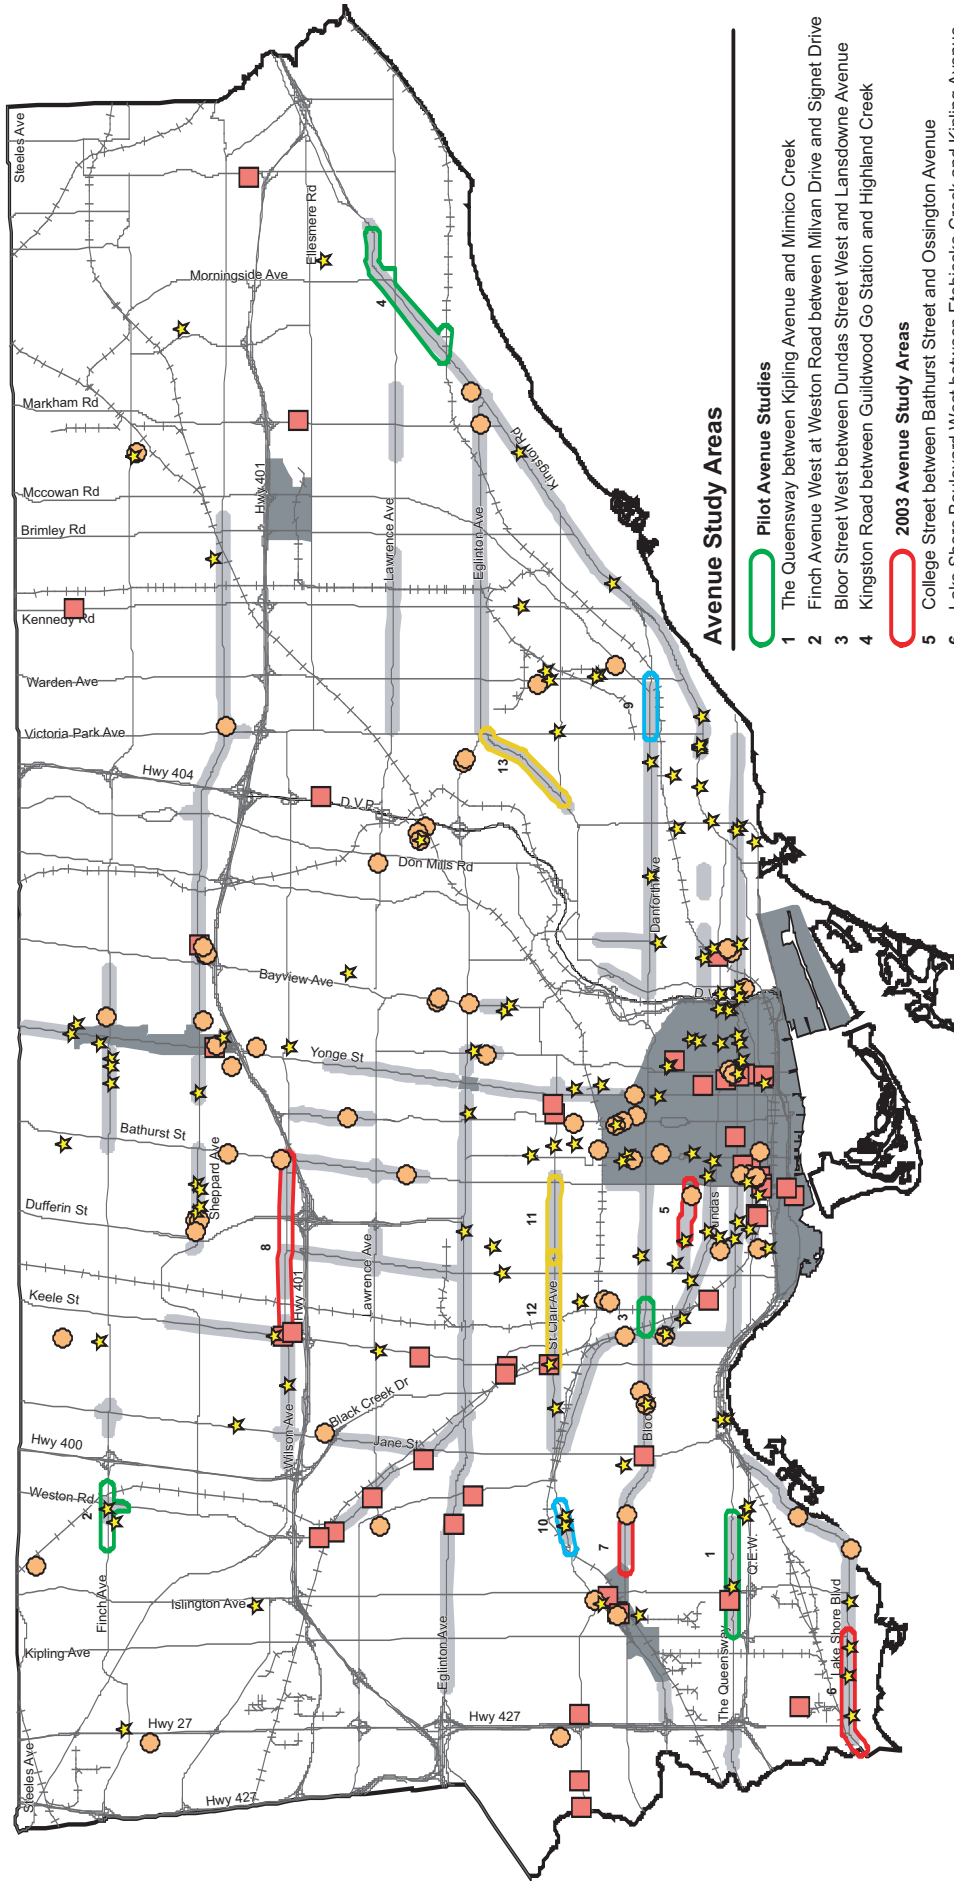 Steeles Ave
Steeles Ave
Hwy 427
Hwy 27
Kipling Ave
Islington Ave
Finch Ave
Weston Rd
2
Hwy 400
Keele St
Dufferin St
Bathurst St
Sheppard Ave
Yonge St
Bayview Ave
Don Mills Rd
D.V.P.
Hwy 404
Victoria Park Ave
Warden Ave
Kennedy Rd
Brimley Rd
Mccowan Rd
Markham Rd
Morningside Ave
Ellesmere Rd
Hwy 401
Lawrence Ave
Eglinton Ave
Kingston Rd
4
Wilson Ave
8
Hwy 401
Lawrence Ave
Black Creek Dr
Jane St
Eglinton Ave
Hwy 427
St Clair Ave
10
11
12
13
9
Danforth Ave
3
5
7
1
The Queensway
Q.E.W.
Lake Shore Blvd
6
Avenue Study Areas
Pilot Avenue Studies
1 The Queensway between Kipling Avenue and Mimico Creek
2 Finch Avenue West at Weston Road between Milvan Drive and Signet Drive
3 Bloor Street West between Dundas Street West and Lansdowne Avenue
4 Kingston Road between Guildwood Go Station and Highland Creek
2003 Avenue Study Areas
5 College Street between Bathurst Street and Ossington Avenue